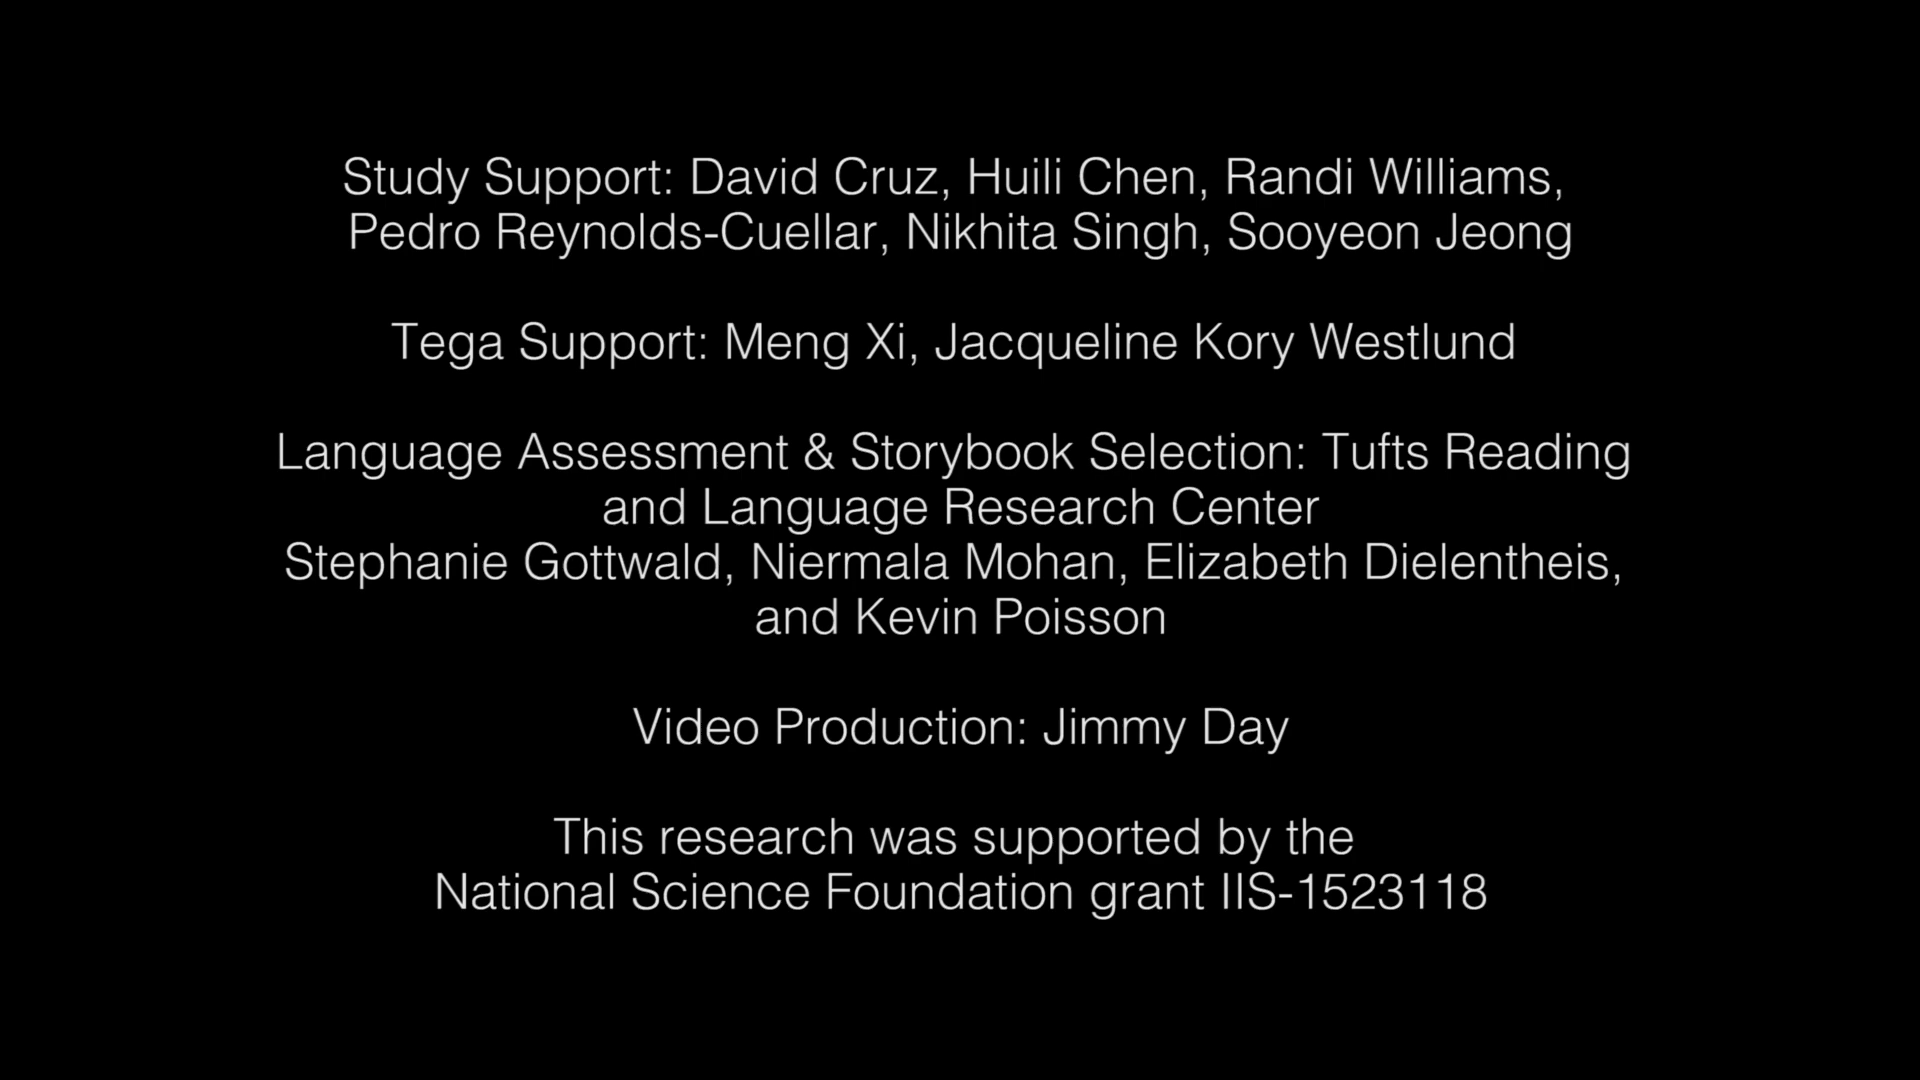 Study Support: David Cruz, Huili Chen, Randi Williams,
Pedro Reynolds-Cuellar, Nikhita Singh, Sooyeon Jeong
Tega Support: Meng Xi, Jacqueline Kory Westlund
Language Assessment & Storybook Selection: Tufts Reading
and Language Research Center
Stephanie Gottwald, Niermala Mohan, Elizabeth Dielentheis,
and Kevin Poisson
Video Production: Jimmy Day
This research was supported by the
National Science Foundation grant IIS-1523118